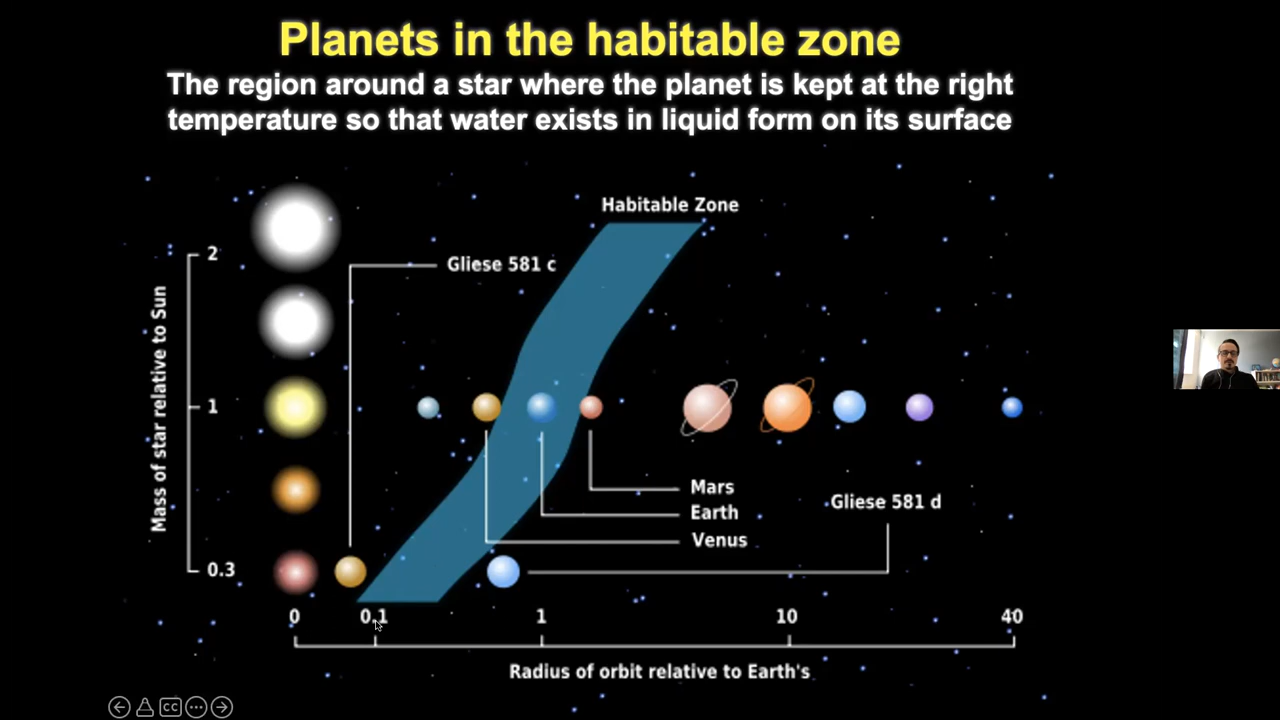 Planets in the habitable zone
The region around a star where the planet is kept at the right
temperature so that water exists in liquid form on its surface
Habitable Zone
2
Gliese 581 c
Mass of star relative to Sun
1
Mars
Gliese 581 d
Earth
Venus
0.3
0 0.1 1 10 40
Radius of orbit relative to Earth's
CC